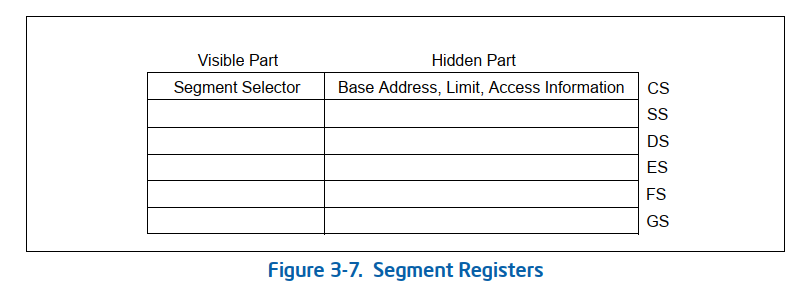 Visible Part Hidden Part
Segment Selector Base Address, Limit, Access Information CS
SS
DS
ES
FS
GS
Figure 3-7. Segment Registers